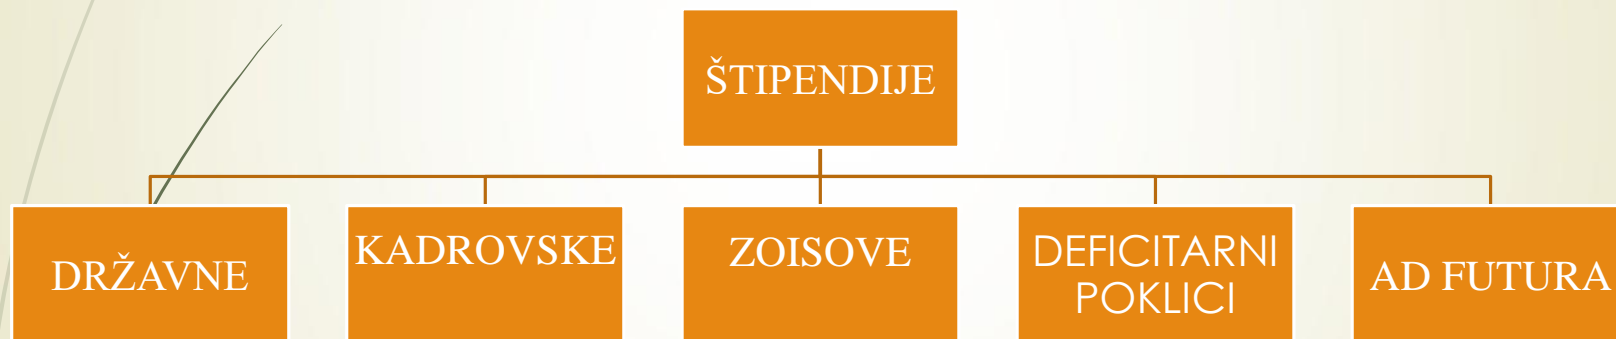 ŠTIPENDIJE
DRŽAVNE
KADROVSKE
ZOISOVE
DEFICITARNI
POKLICI
AD FUTURA